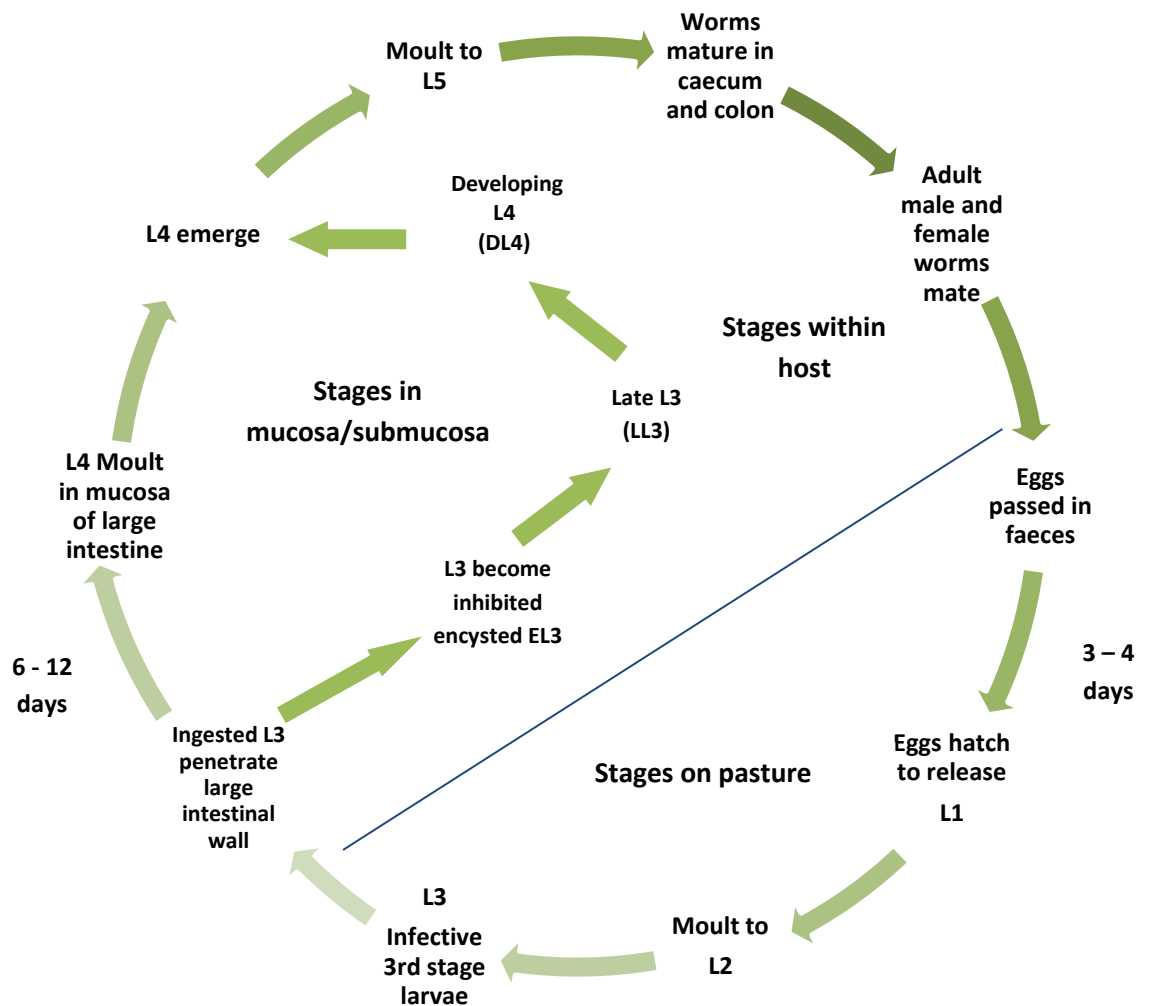 Worms
mature in
caecum
and colon
Moult to
L5
Adult
male and
female
worms
mate
Developing
L4
(DL4)
L4 emerge
Stages within
host
Stages in
mucosa/submucosa
Late L3
(LL3)
L4 Moult
in mucosa
of large
intestine
Eggs
passed in
faeces
L3 become
inhibited
encysted EL3
6 - 12
days
3 – 4
days
Ingested L3
penetrate
large
intestinal
wall
Stages on pasture
Eggs hatch
to release
L1
L3
Infective
3rd stage
larvae
Moult to
L2